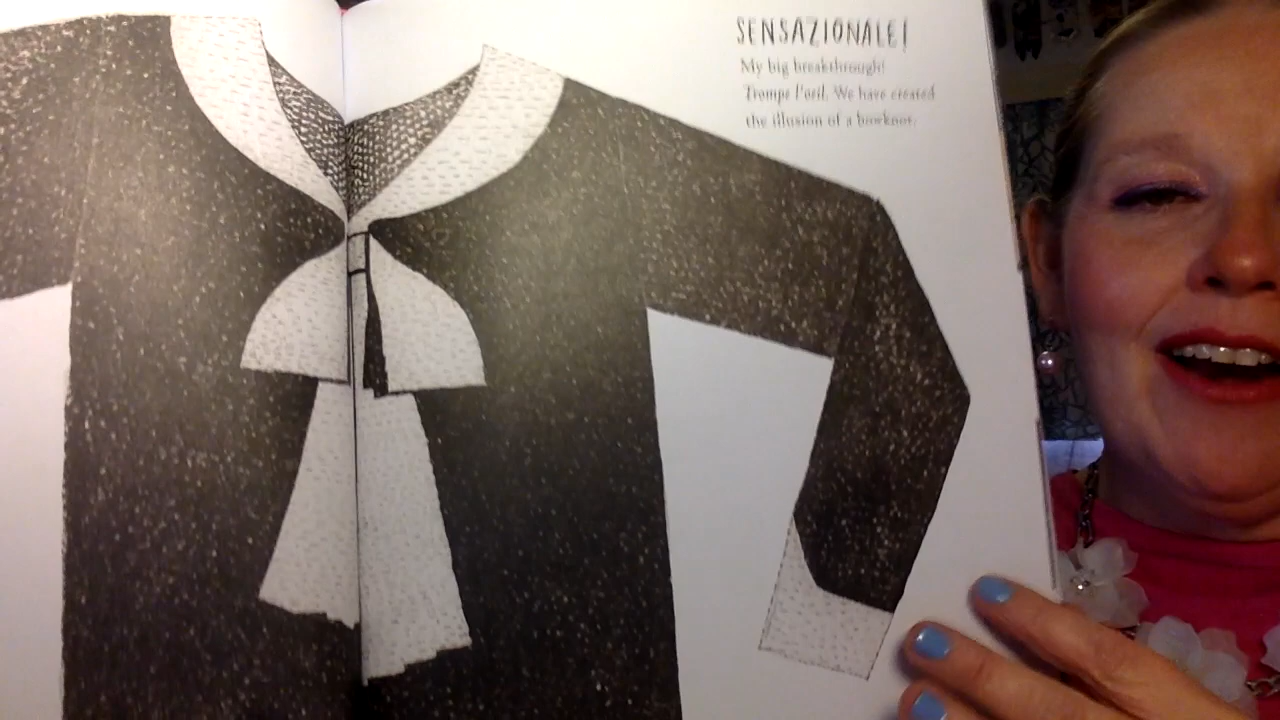 SENSAZIONALE!
My big breakthrough!
Trompe l'oeil. We have created
the illusion of a bowknot.